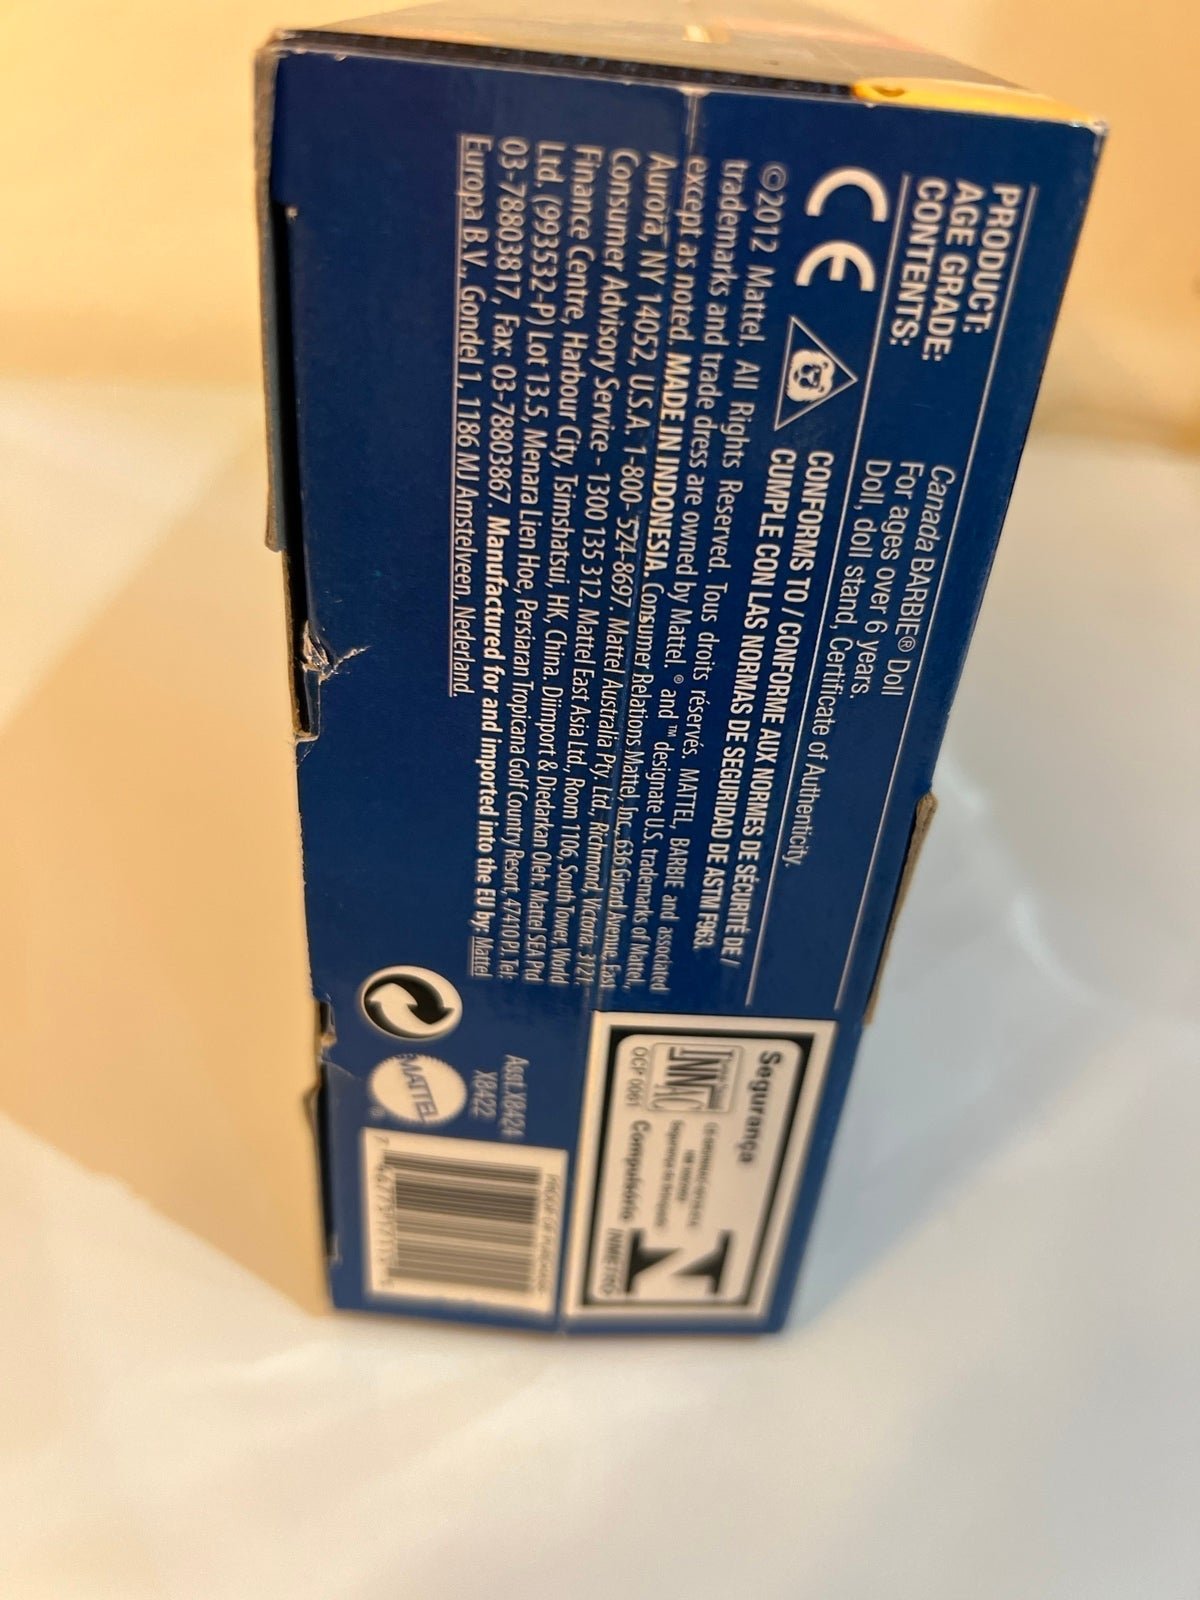 PRODUCT: Canada BARBIE® Doll
AGE GRADE: For ages over 6 years.
CONTENTS: Doll, doll stand, Certificate of Authenticity.
CE
CONFORMS TO / CONFORME AUX NORMES DE SÉCURITÉ DE /
CUMPLE CON LAS NORMAS DE SEGURIDAD DE ASTM F963.
©2012 Mattel. All Rights Reserved. Tous droits réservés. MATTEL, BARBIE and associated
trademarks and trade dress are owned by Mattel. ® and ™ designate U.S. trademarks of Mattel,
except as noted. MADE IN INDONESIA. Consumer Relations Mattel, Inc., 636 Girard Avenue, East
Aurora, NY 14052, U.S.A. 1-800-524-8697. Mattel Australia Pty. Ltd., Richmond, Victoria. 3121.
Consumer Advisory Service - 1300 135 312. Mattel East Asia Ltd., Room 1106, South Tower, World
Finance Centre, Harbour City, Tsimshatsui, HK, China. Diimport & Diedarkan Oleh: Mattel SEA Ptd
Ltd. (993532-P) Lot 13.5, Menara Lien Hoe, Persiaran Tropicana Golf Country Resort, 47410 PJ. Tel:
03-78803817, Fax: 03-78803867. Manufactured for and imported into the EU by: Mattel
Europa B.V., Gondel 1, 1186 MJ Amstelveen, Nederland.
Segurança
INNAC
OCP 0061
Compulsório
INMETRO
Asst. X8424
X8422
MATTEL
PROOF OF PURCHASE